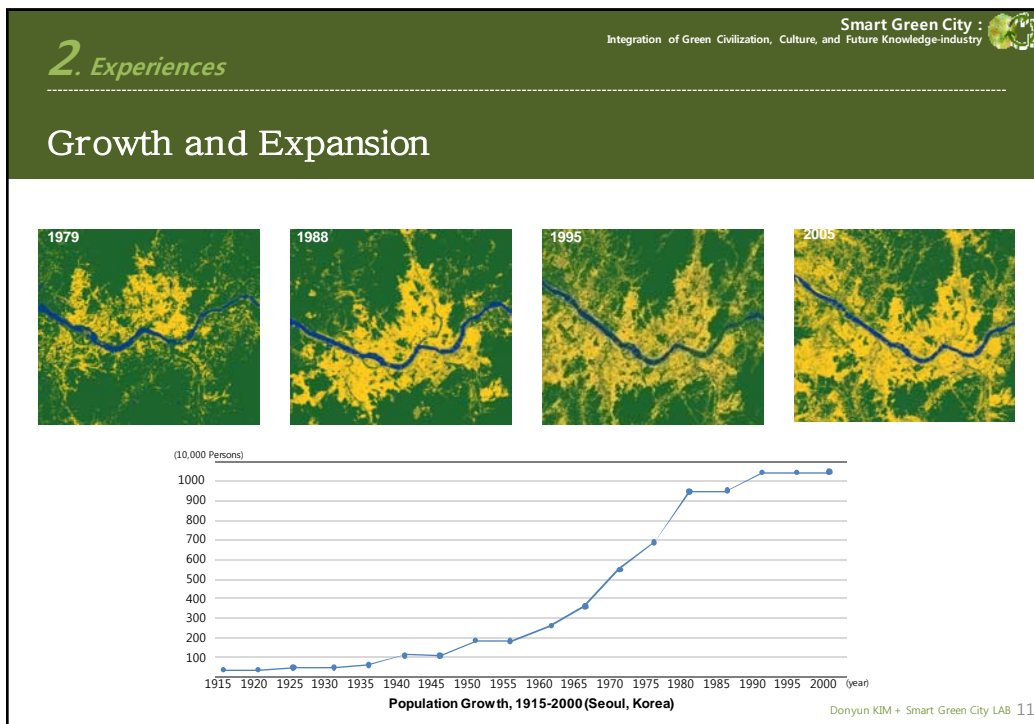 Smart Green City :
Integration of Green Civilization, Culture, and Future Knowledge-industry
2. Experiences
Growth and Expansion
1979 1988 1995 2005
(10,000 Persons)
1000
900
800
700
600
500
400
300
200
100
1915 1920 1925 1930 1935 1940 1945 1950 1955 1960 1965 1970 1975 1980 1985 1990 1995 2000 (year)
Population Growth, 1915-2000(Seoul, Korea)
Donyun KIM + Smart Green City LAB 11